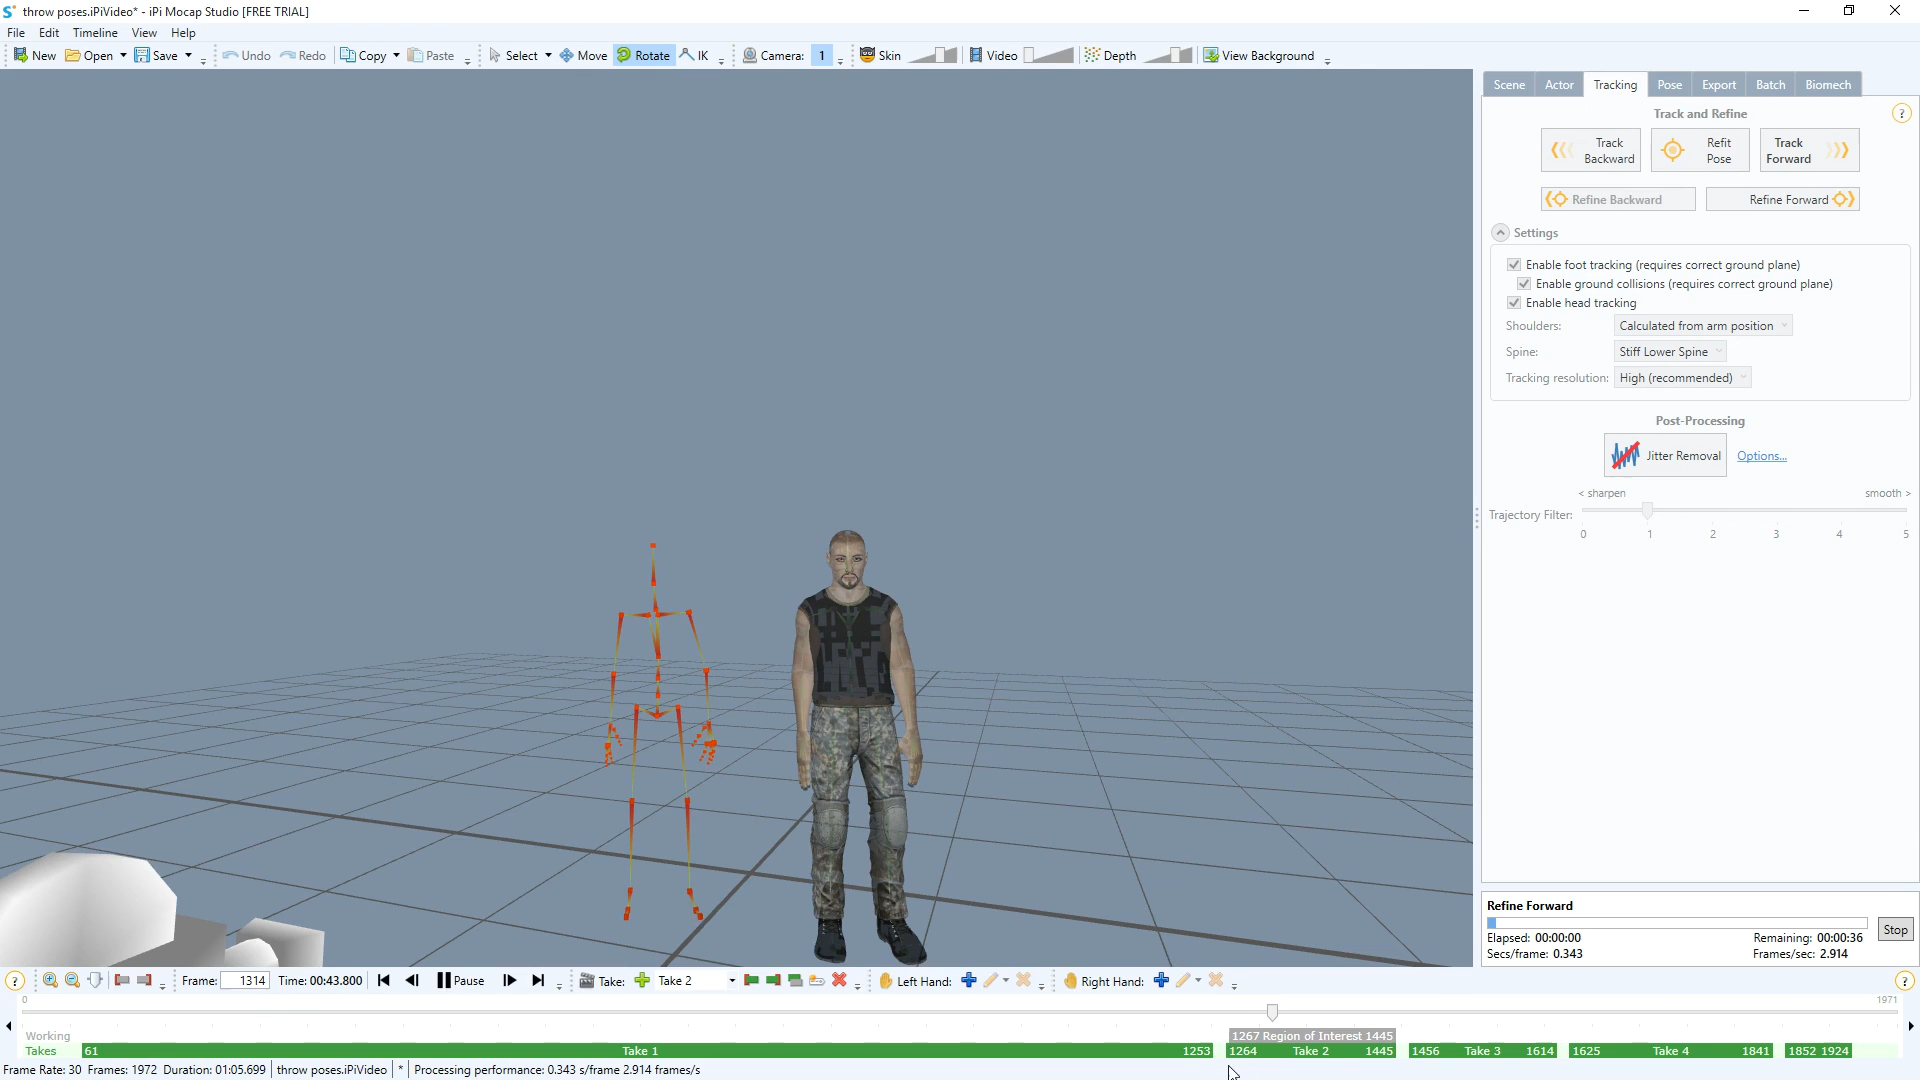 throw poses.iPiVideo* - iPi Mocap Studio [FREE TRIAL]
File Edit Timeline View Help
New Open Save Undo Redo Copy Paste Select Move Rotate IK Camera: 1 Skin Video Depth View Background
Scene Actor Tracking Pose Export Batch Biomech
Track and Refine
?
Track Backward
Refit Pose
Track Forward
Refine Backward
Refine Forward
Settings
Enable foot tracking (requires correct ground plane)
Enable ground collisions (requires correct ground plane)
Enable head tracking
Shoulders: Calculated from arm position
Spine: Stiff Lower Spine
Tracking resolution: High (recommended)
Post-Processing
Jitter Removal Options...
< sharpen smooth >
Trajectory Filter:
0 1 2 3 4 5
Refine Forward
Stop
Elapsed: 00:00:00 Remaining: 00:00:36
Secs/frame: 0.343 Frames/sec: 2.914
? Frame: 1314 Time: 00:43.800 Pause Take: Take 2 Left Hand: Right Hand: ?
0 1971
Working 1267 Region of Interest 1445
Takes 61 Take 1 1253 1264 Take 2 1445 1456 Take 3 1614 1625 Take 4 1841 1852 1924
Frame Rate: 30 Frames: 1972 Duration: 01:05.699 throw poses.iPiVideo * Processing performance: 0.343 s/frame 2.914 frames/s